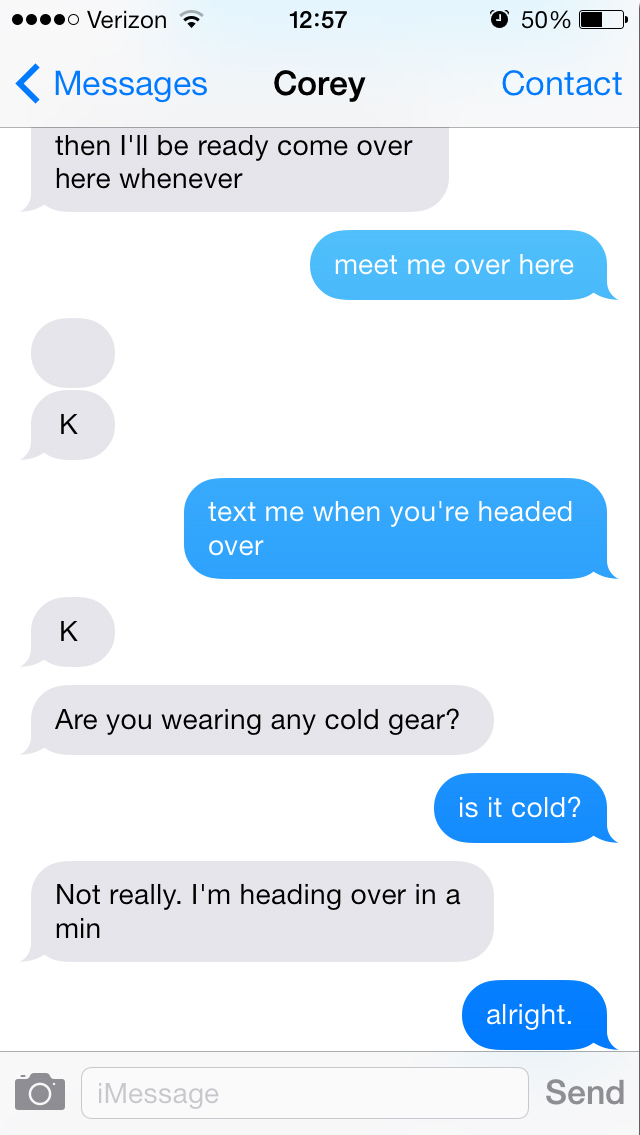 Verizon 12:57 50%
Messages Corey Contact
then I'll be ready come over
here whenever
meet me over here
K
text me when you're headed
over
K
Are you wearing any cold gear?
is it cold?
Not really. I'm heading over in a
min
alright.
iMessage Send